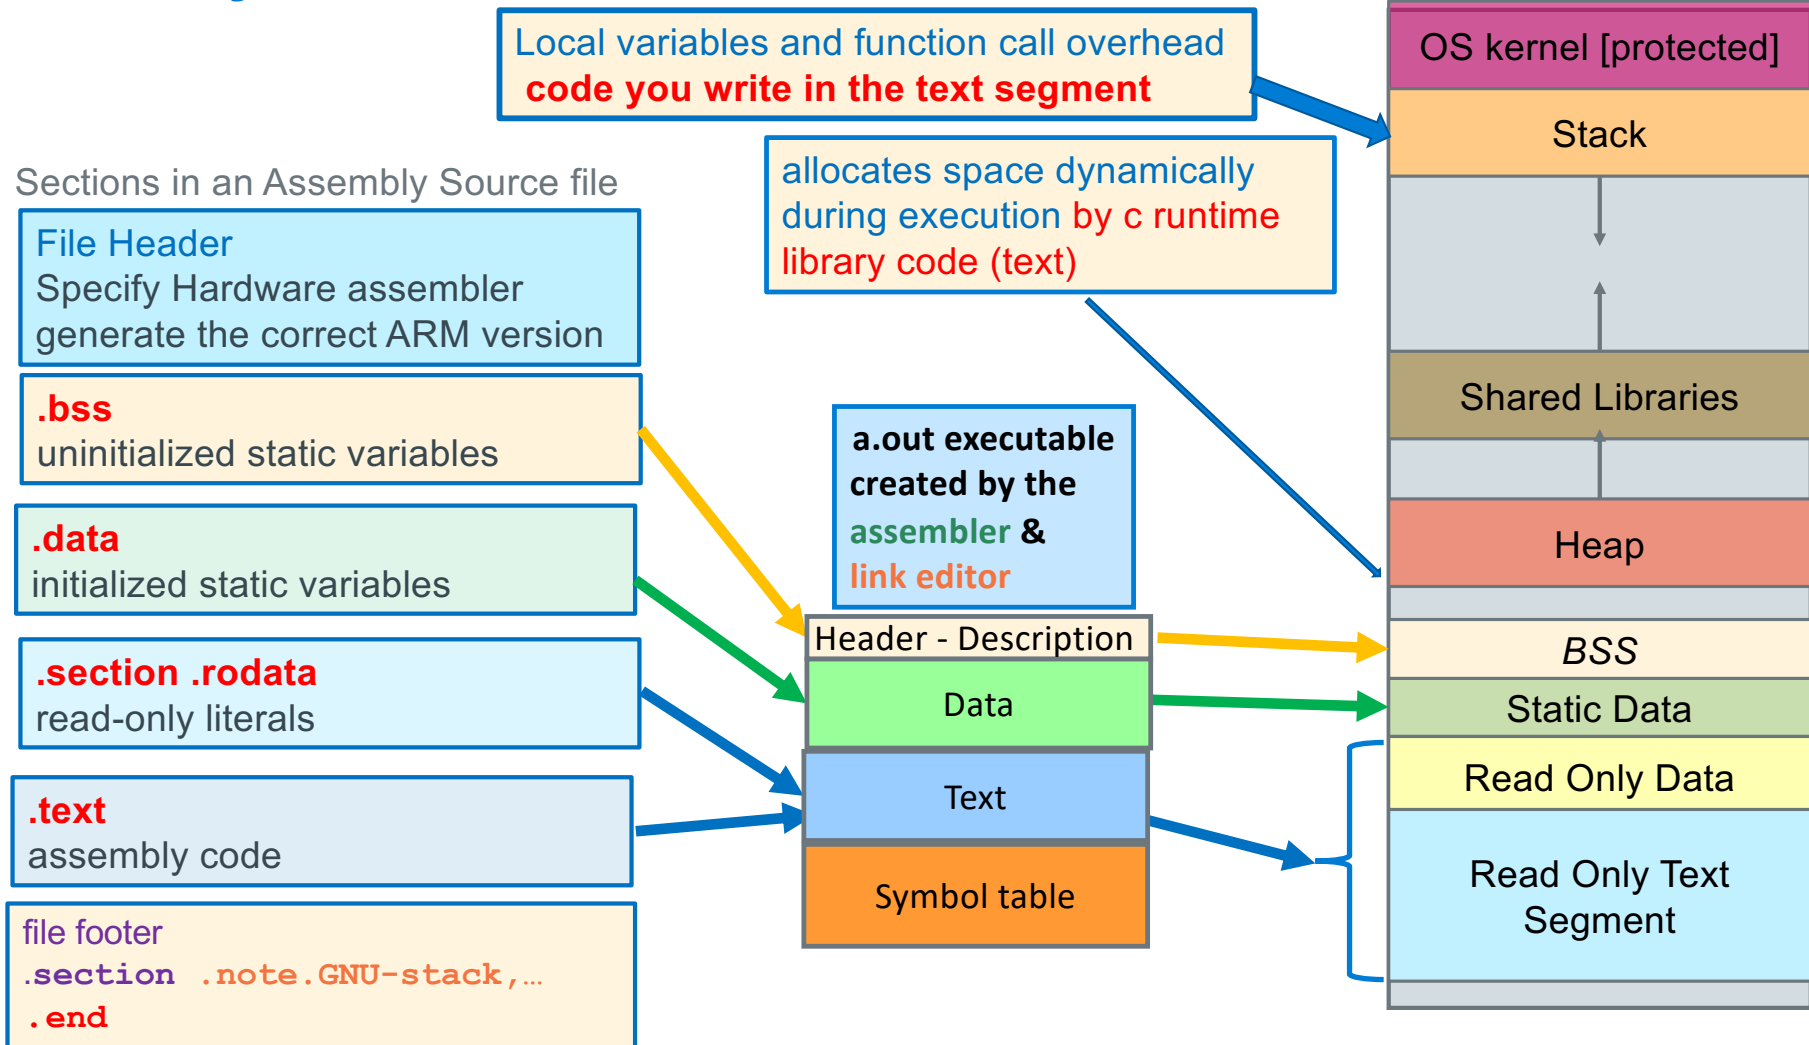 Local variables and function call overhead
code you write in the text segment
OS kernel [protected]
Stack
allocates space dynamically
during execution by c runtime
library code (text)
Sections in an Assembly Source file
File Header
Specify Hardware assembler
generate the correct ARM version
.bss
uninitialized static variables
.data
initialized static variables
.section .rodata
read-only literals
.text
assembly code
file footer
.section .note.GNU-stack,…
.end
a.out executable
created by the
assembler &
link editor
Header - Description
Data
Text
Symbol table
Shared Libraries
Heap
BSS
Static Data
Read Only Data
Read Only Text
Segment